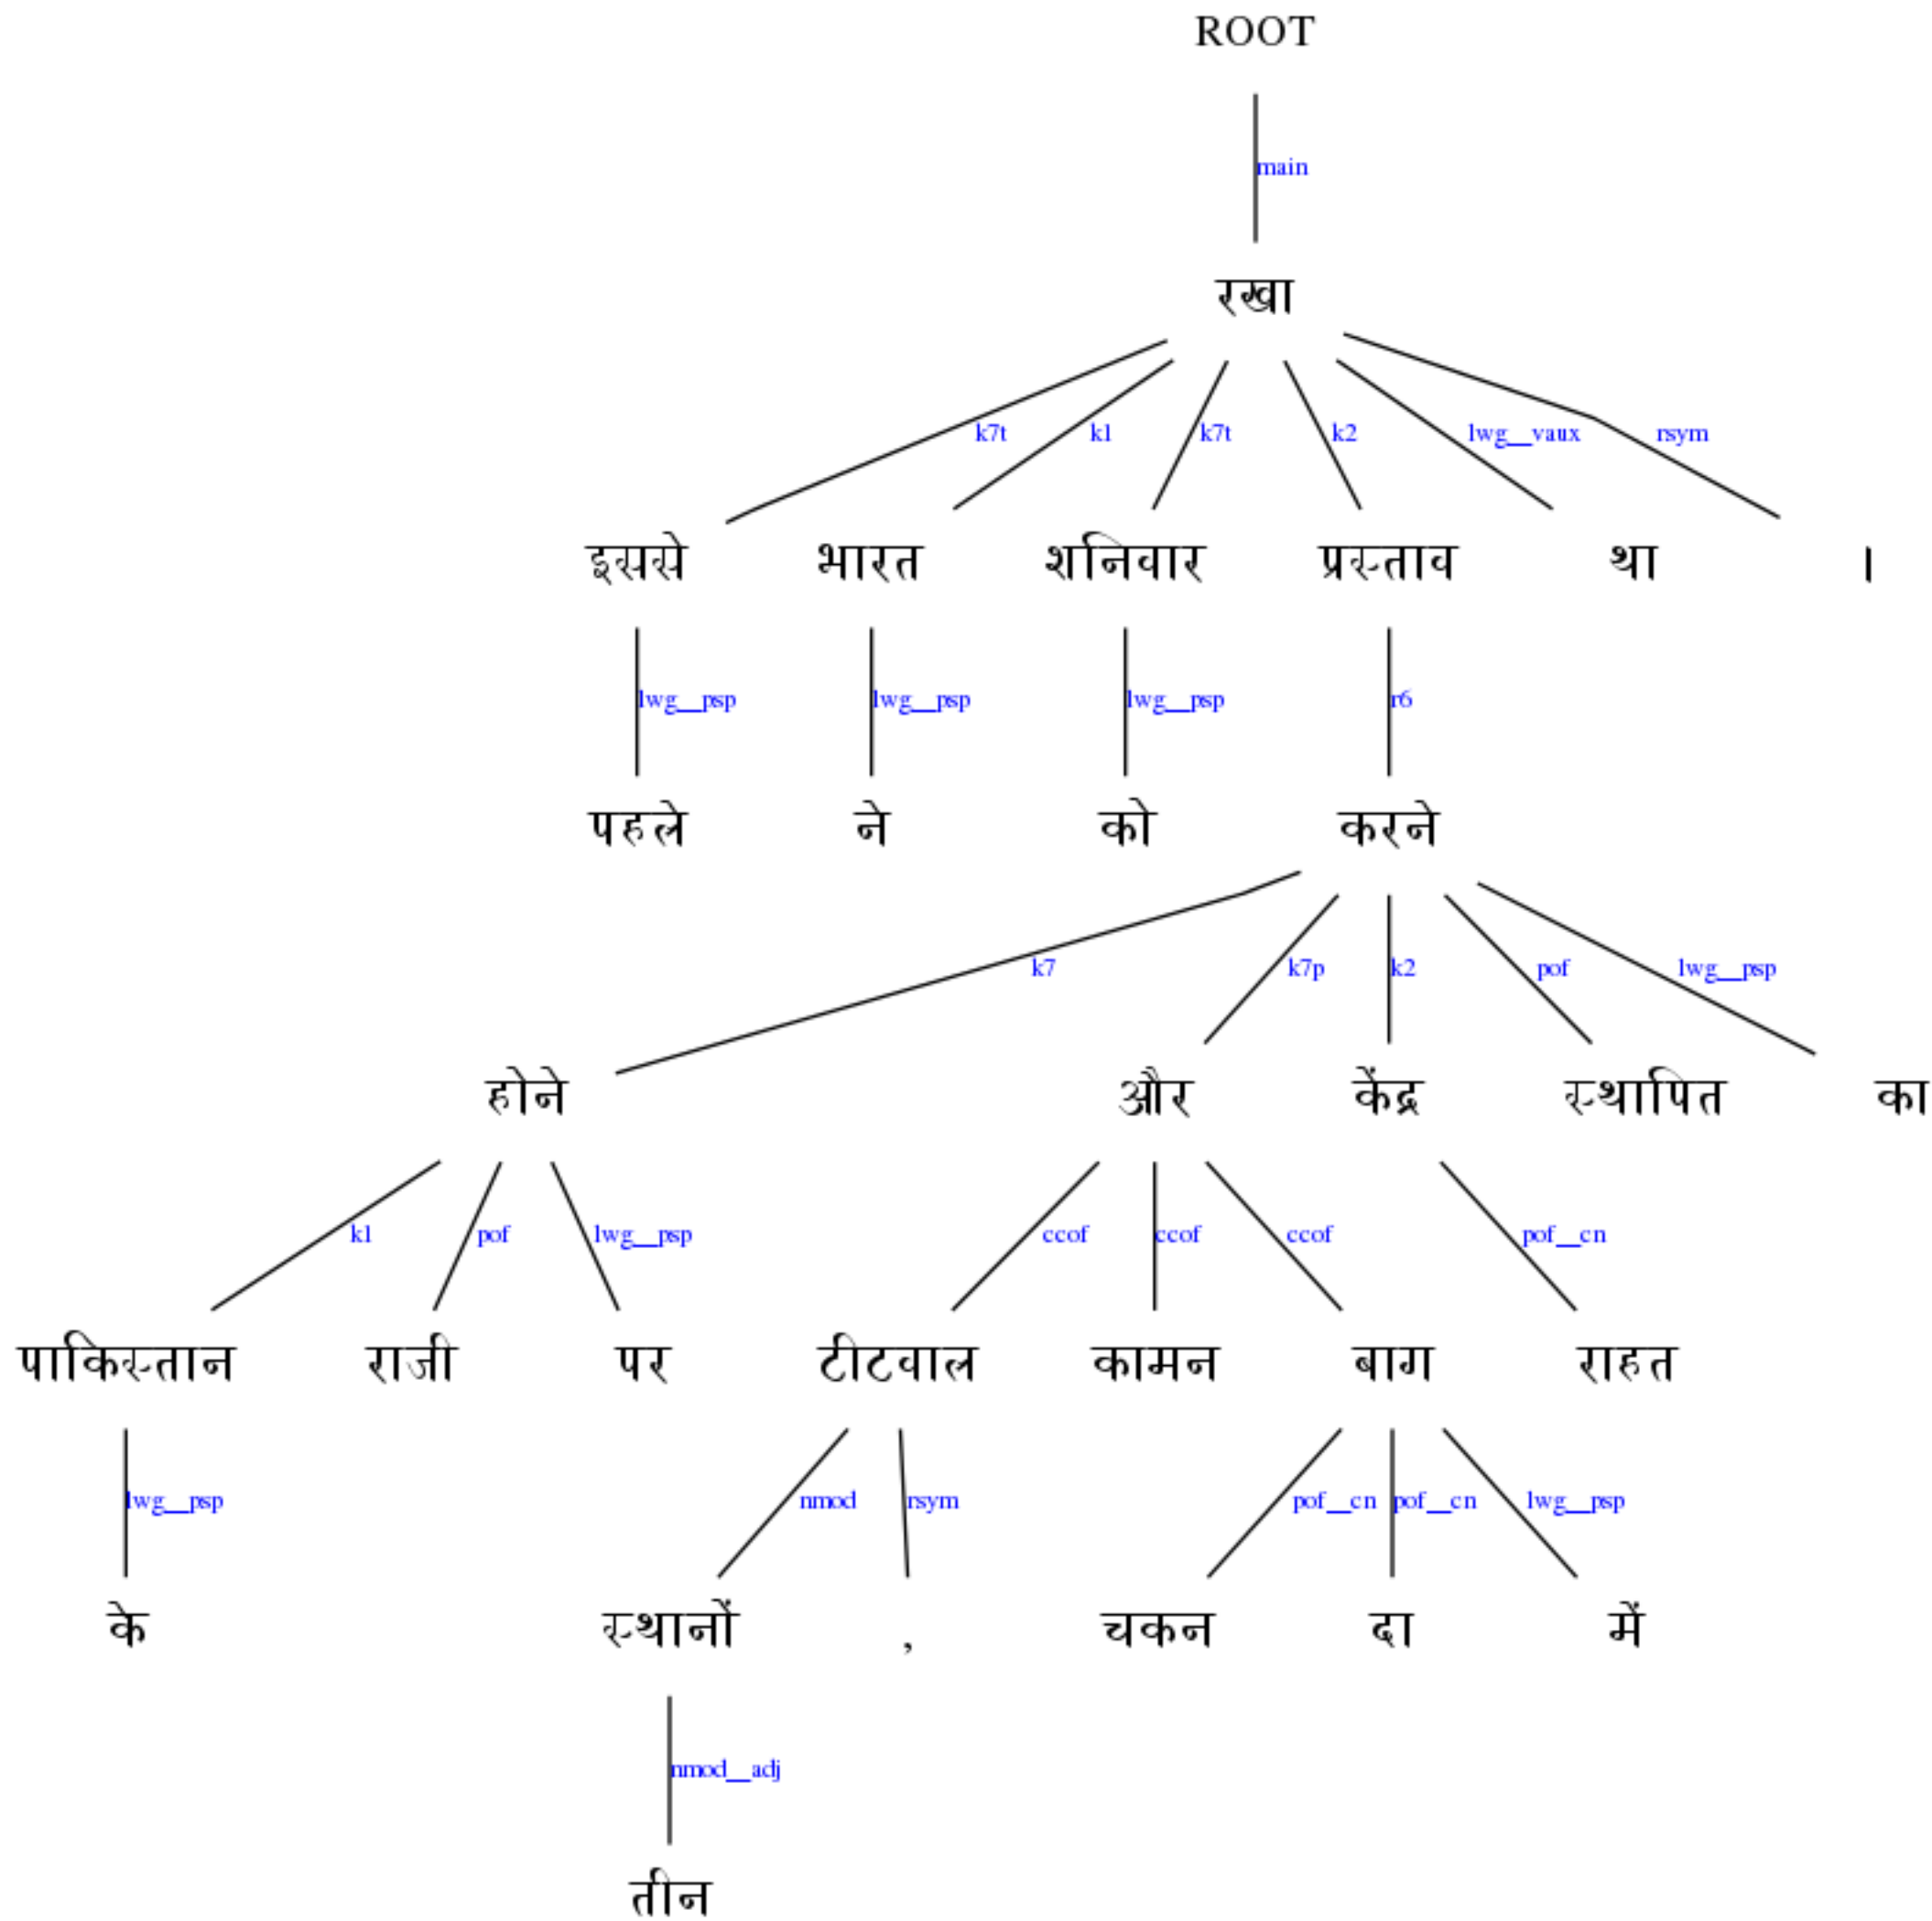 ROOT
main
रखा
k7t k1 k7t k2 lwg__vaux rsym
इससे भारत शनिवार प्रस्ताव था ।
lwg__psp lwg__psp lwg__psp r6
पहले ने को करने
k7 k7p k2 pof lwg__psp
होने और केंद्र स्थापित का
k1 pof lwg__psp ccof ccof ccof pof__cn
पाकिस्तान राजी पर टीटवाल कामन बाग राहत
lwg__psp nmod rsym pof__cn pof__cn lwg__psp
के स्थानों , चकन दा में
nmod__adj
तीन